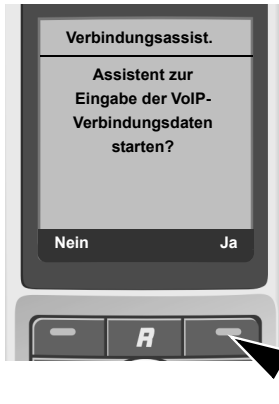 Verbindungsassist.
Assistent zur
Eingabe der VoIP-
Verbindungsdaten
starten?
Nein Ja
R